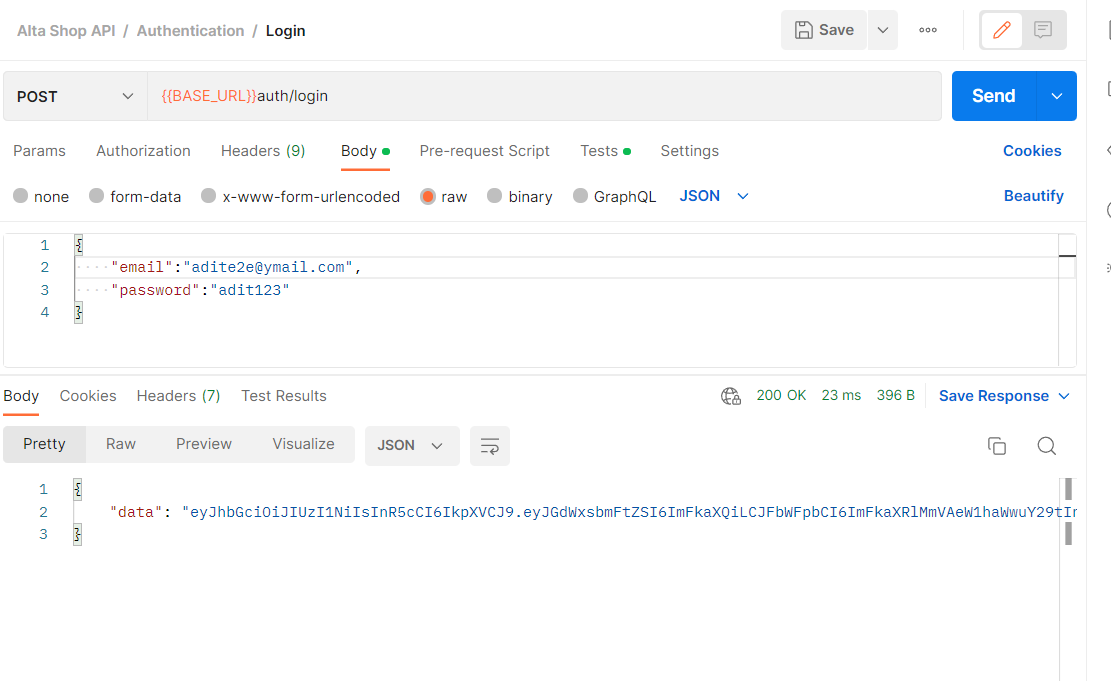 Alta Shop API / Authentication / Login Save
POST {{BASE_URL}}auth/login Send
Params Authorization Headers (9) Body Pre-request Script Tests Settings Cookies
none form-data x-www-form-urlencoded raw binary GraphQL JSON Beautify
1 {
2 "email":"adite2e@ymail.com",
3 "password":"adit123"
4 }
Body Cookies Headers (7) Test Results 200 OK 23 ms 396 B Save Response
Pretty Raw Preview Visualize JSON
1 {
2 "data": "eyJhbGciOiJIUzI1NiIsInR5cCI6IkpXVCJ9.eyJGdWxsbmFtZSI6ImFkaXQiLCJFbWFpbCI6ImFkaXRlMmVAeW1haWwuY29tIn
3 }